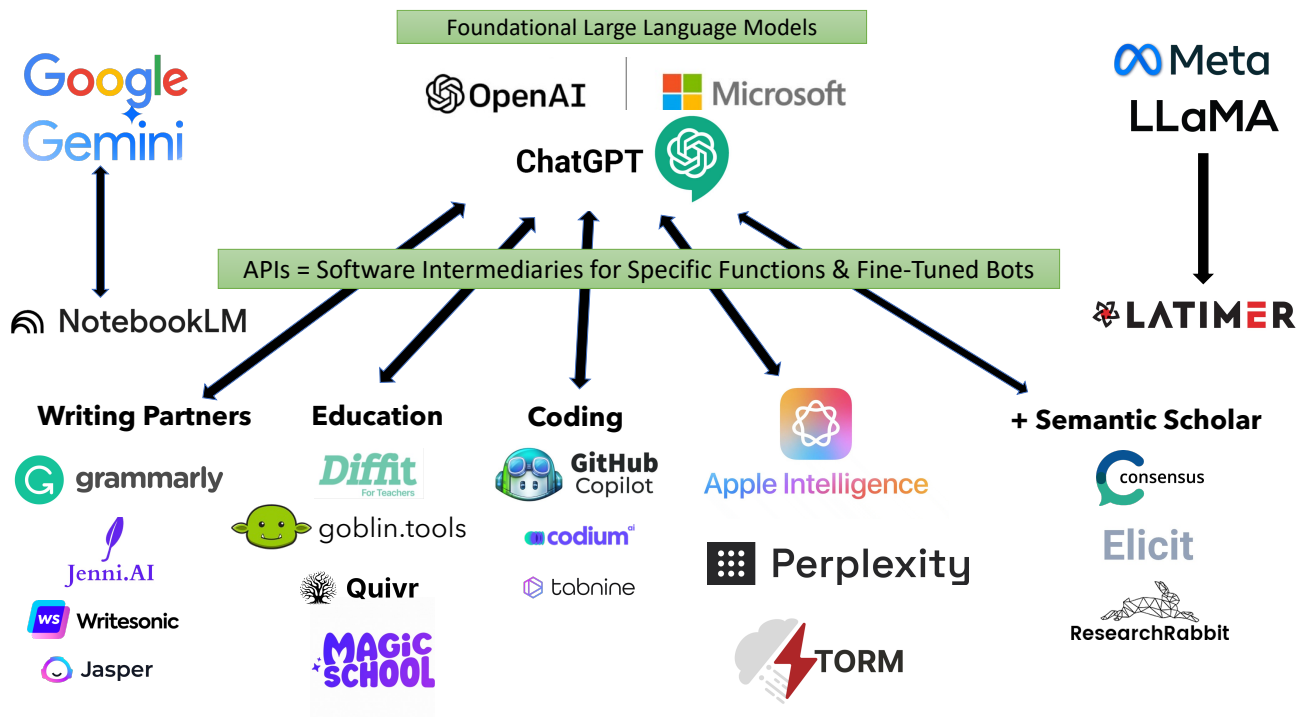 Foundational Large Language Models
Google
Gemini
OpenAI
Microsoft
ChatGPT
Meta
LLaMA
APIs = Software Intermediaries for Specific Functions & Fine-Tuned Bots
NotebookLM
LATIMER
Writing Partners
grammarly
Jenni.AI
WS
Writesonic
Jasper
Education
Diffit
For Teachers
goblin.tools
Quivr
MAGiC
SCHOOL
Coding
GitHub
Copilot
codium ai
tabnine
Apple Intelligence
Perplexity
TORM
+ Semantic Scholar
consensus
Elicit
ResearchRabbit